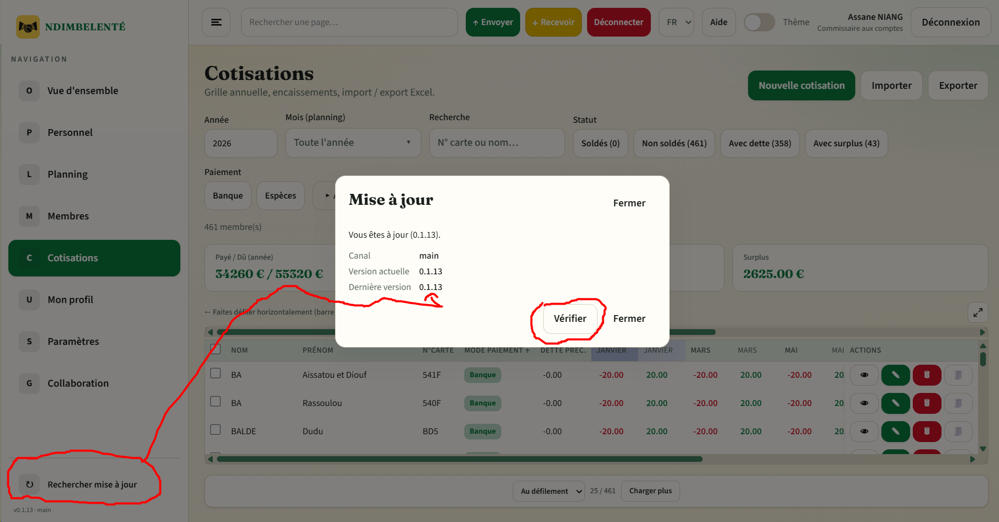 NDIMBELENTÉ
Rechercher une page…
↑ Envoyer
↓ Recevoir
Déconnecter
FR
Aide
Thème
Assane NIANG
Commissaire aux comptes
Déconnexion
NAVIGATION
O Vue d'ensemble
P Personnel
L Planning
M Membres
C Cotisations
U Mon profil
S Paramètres
G Collaboration
↻ Rechercher mise à jour
v0.1.13 · main
Cotisations
Grille annuelle, encaissements, import / export Excel.
Nouvelle cotisation
Importer
Exporter
Année
2026
Mois (planning)
Toute l'année
Recherche
N° carte ou nom…
Statut
Soldés (0)
Non soldés (461)
Avec dette (358)
Avec surplus (43)
Paiement
Banque
Espèces
461 membre(s)
Payé / Dû (année)
34260 € / 55320 €
Surplus
2625.00 €
Mise à jour
Fermer
Vous êtes à jour (0.1.13).
Canal main
Version actuelle 0.1.13
Dernière version 0.1.13
Vérifier
Fermer
← Faites défiler horizontalement (barre
NOM PRÉNOM N°CARTE MODE PAIEMENT ↑ DETTE PREC. JANVIER JANVIER MARS MARS MAI MAI ACTIONS
BA Aissatou et Diouf 541F Banque -0.00 -20.00 20.00 -20.00 20.00 -20.00 20.
BA Rassoulou 540F Banque -0.00 -20.00 20.00 -20.00 20.00 -20.00 20.
BALDE Dudu BD5 Banque -0.00 -20.00 20.00 -20.00 20.00 -20.00 20.
Au défilement
25 / 461
Charger plus